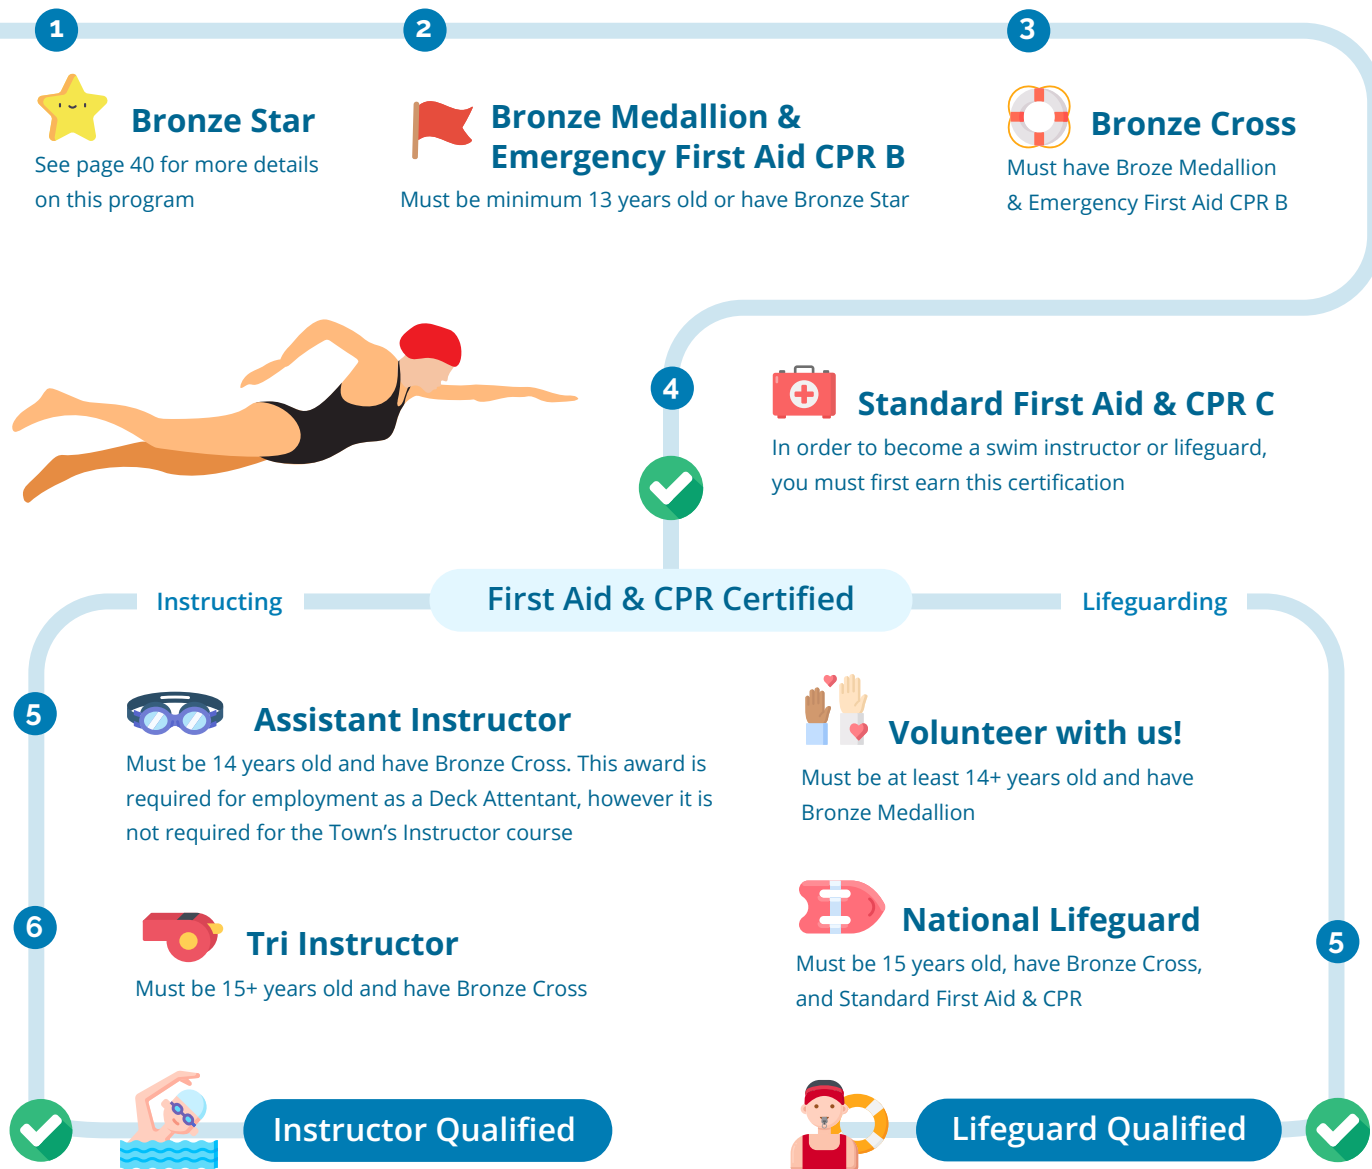 1
Bronze Star
See page 40 for more details
on this program
2
Bronze Medallion &
Emergency First Aid CPR B
Must be minimum 13 years old or have Bronze Star
3
Bronze Cross
Must have Broze Medallion
& Emergency First Aid CPR B
4
Standard First Aid & CPR C
In order to become a swim instructor or lifeguard,
you must first earn this certification
First Aid & CPR Certified
Instructing
5
Assistant Instructor
Must be 14 years old and have Bronze Cross. This award is
required for employment as a Deck Attentant, however it is
not required for the Town's Instructor course
6
Tri Instructor
Must be 15+ years old and have Bronze Cross
Instructor Qualified
Lifeguarding
Volunteer with us!
Must be at least 14+ years old and have
Bronze Medallion
5
National Lifeguard
Must be 15 years old, have Bronze Cross,
and Standard First Aid & CPR
Lifeguard Qualified